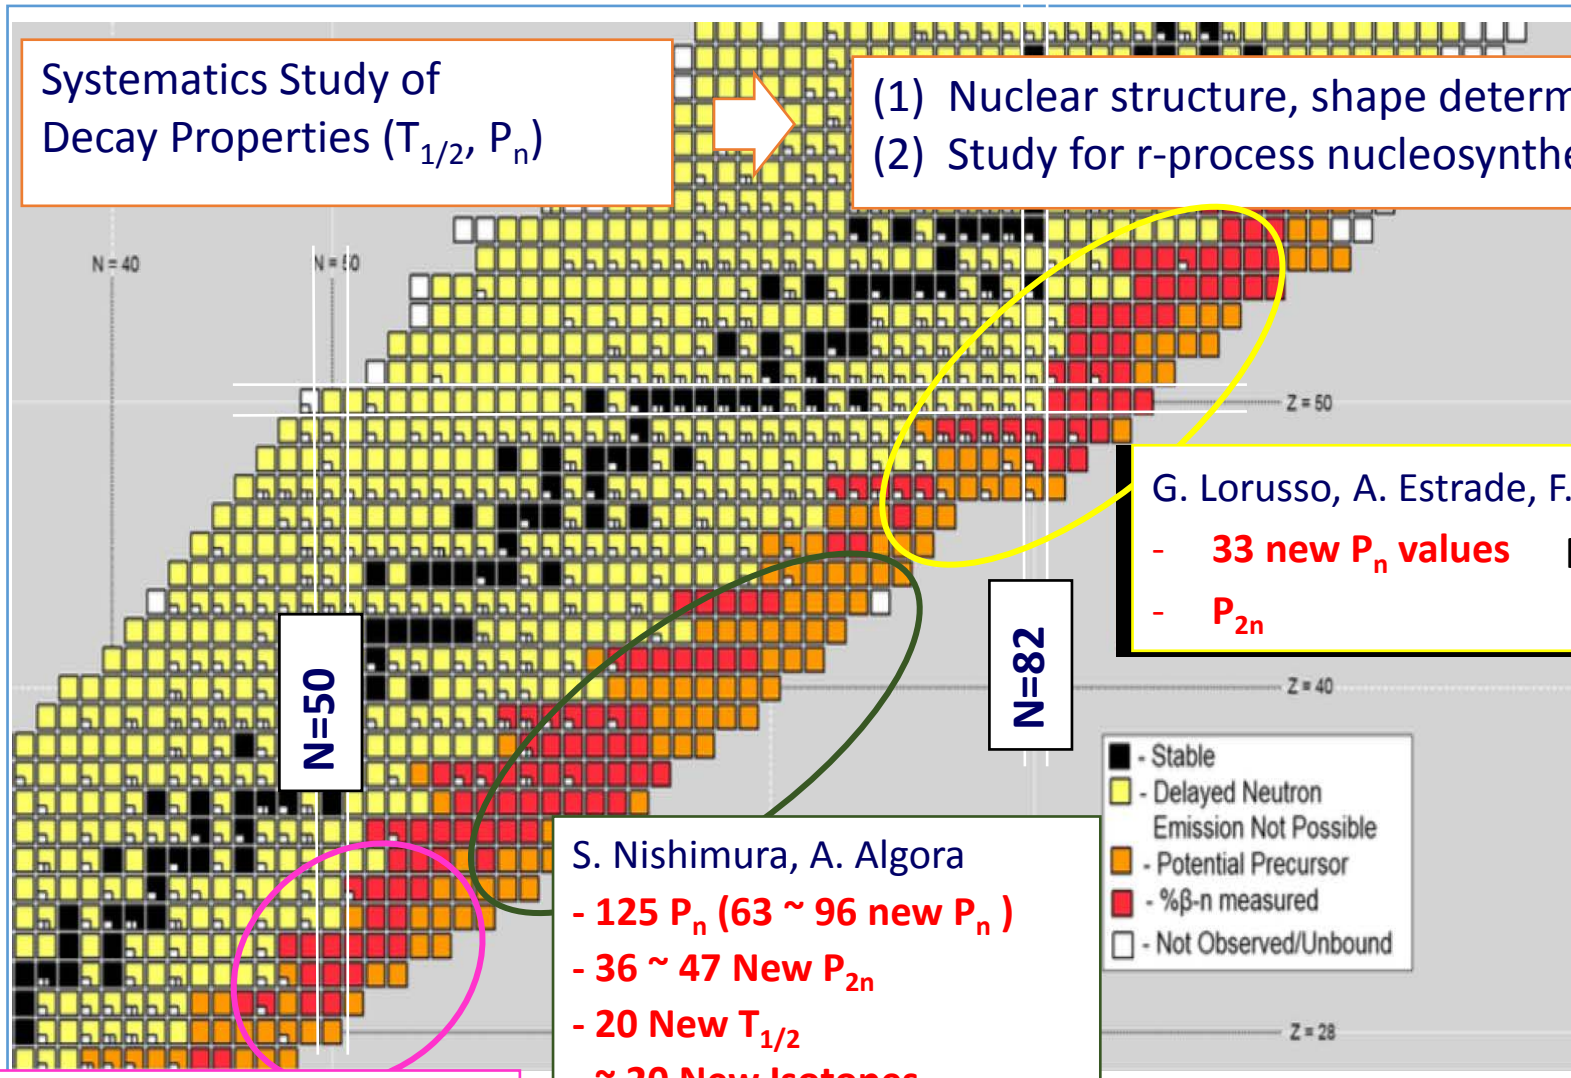 Systematics Study of
Decay Properties (T1/2, Pn)
(1) Nuclear structure, shape determ
(2) Study for r-process nucleosynthe
N = 40
N = 50
Z = 50
G. Lorusso, A. Estrade, F.
- 33 new Pn values
- P2n
N=50
N=82
Z = 40
- Stable
- Delayed Neutron
Emission Not Possible
- Potential Precursor
- %β-n measured
- Not Observed/Unbound
S. Nishimura, A. Algora
- 125 Pn (63 ~ 96 new Pn )
- 36 ~ 47 New P2n
- 20 New T1/2
- ~ 20 New Isotopes
Z = 28